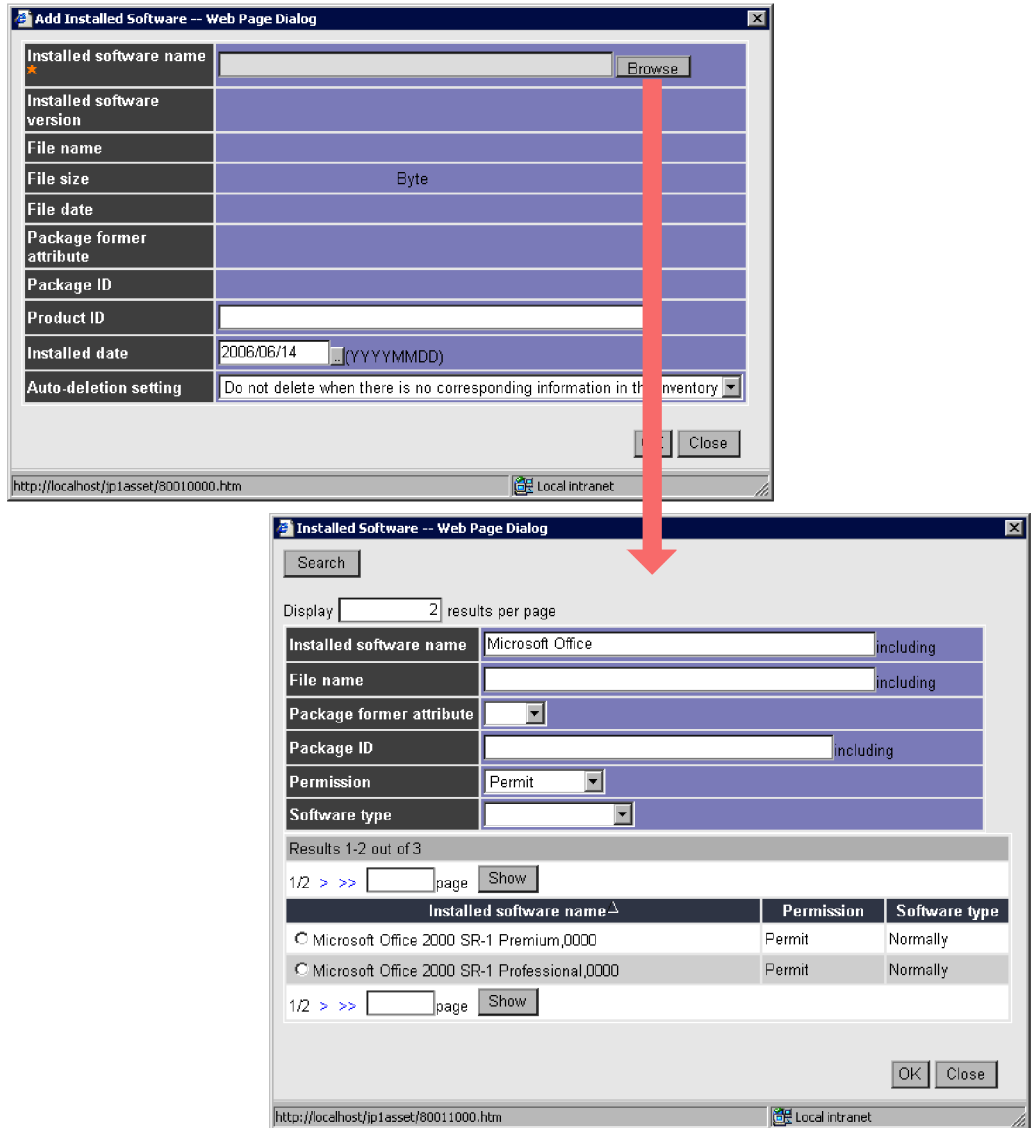 Add Installed Software -- Web Page Dialog
Installed software name
*
Browse
Installed software
version
File name
File size Byte
File date
Package former
attribute
Package ID
Product ID
Installed date 2006/06/14 .. (YYYYMMDD)
Auto-deletion setting Do not delete when there is no corresponding information in the inventory
Close
http://localhost/jp1asset/80010000.htm Local intranet
Installed Software -- Web Page Dialog
Search
Display 2 results per page
Installed software name Microsoft Office including
File name including
Package former attribute
Package ID including
Permission Permit
Software type
Results 1-2 out of 3
1/2 > >> page Show
Installed software name△ Permission Software type
Microsoft Office 2000 SR-1 Premium,0000 Permit Normally
Microsoft Office 2000 SR-1 Professional,0000 Permit Normally
1/2 > >> page Show
OK Close
http://localhost/jp1asset/80011000.htm Local intranet